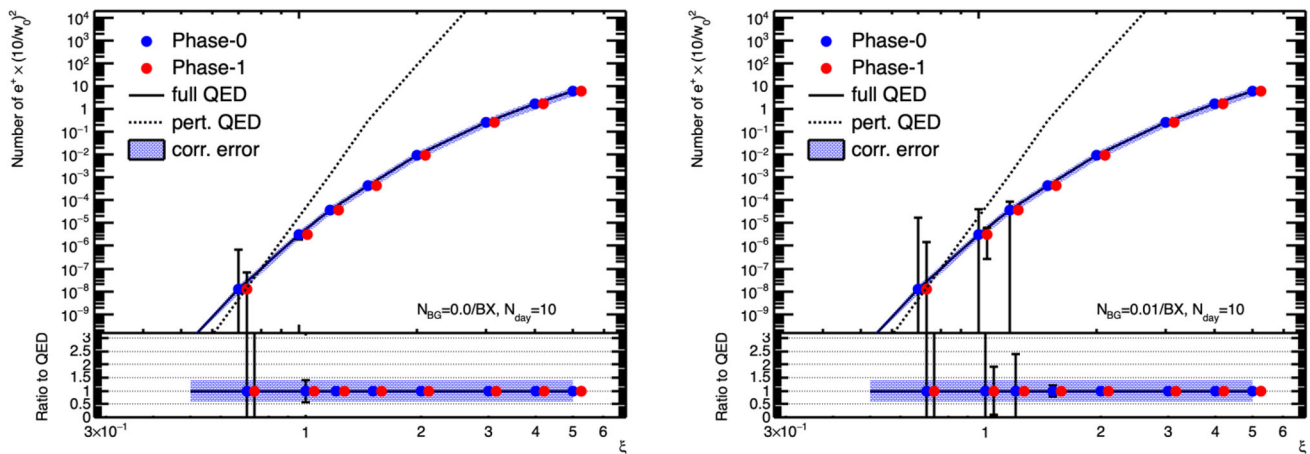 Number of e⁺ × (10/w₀)²
10⁴
10³
10²
10
1
10⁻¹
10⁻²
10⁻³
10⁻⁴
10⁻⁵
10⁻⁶
10⁻⁷
10⁻⁸
10⁻⁹
Phase-0
Phase-1
full QED
pert. QED
corr. error
N_BG=0.0/BX, N_day=10
Ratio to QED
3
2.5
2
1.5
1
0.5
0
3×10⁻¹ 1 2 3 4 5 6
ξ
Number of e⁺ × (10/w₀)²
10⁴
10³
10²
10
1
10⁻¹
10⁻²
10⁻³
10⁻⁴
10⁻⁵
10⁻⁶
10⁻⁷
10⁻⁸
10⁻⁹
Phase-0
Phase-1
full QED
pert. QED
corr. error
N_BG=0.01/BX, N_day=10
Ratio to QED
3
2.5
2
1.5
1
0.5
0
3×10⁻¹ 1 2 3 4 5 6
ξ